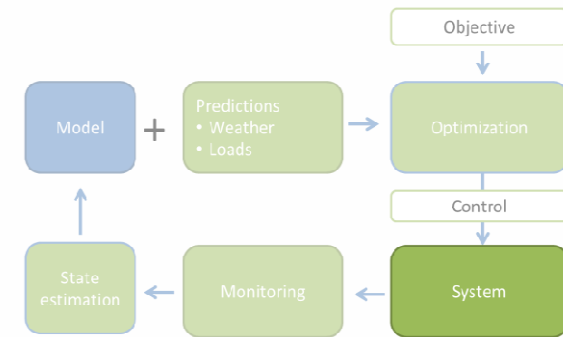 Objective
Model
+
Predictions
• Weather
• Loads
Optimization
Control
State
estimation
Monitoring
System